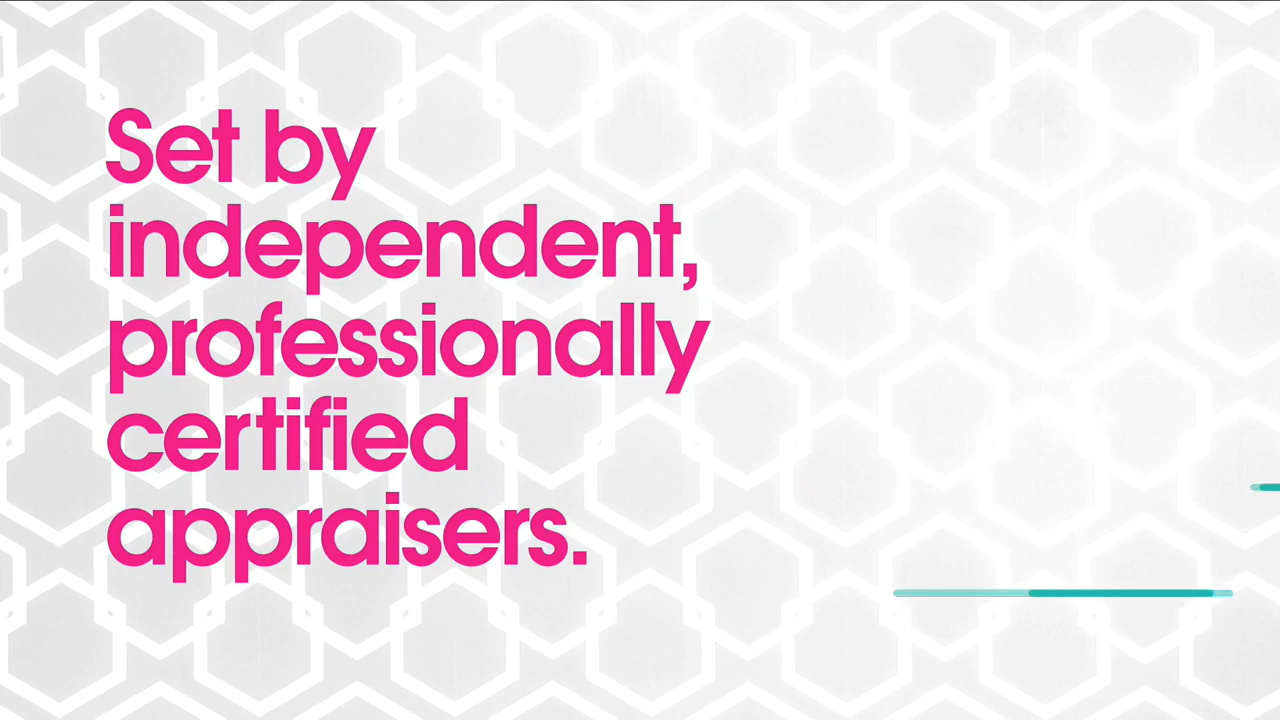 Set by
independent,
professionally
certified
appraisers.